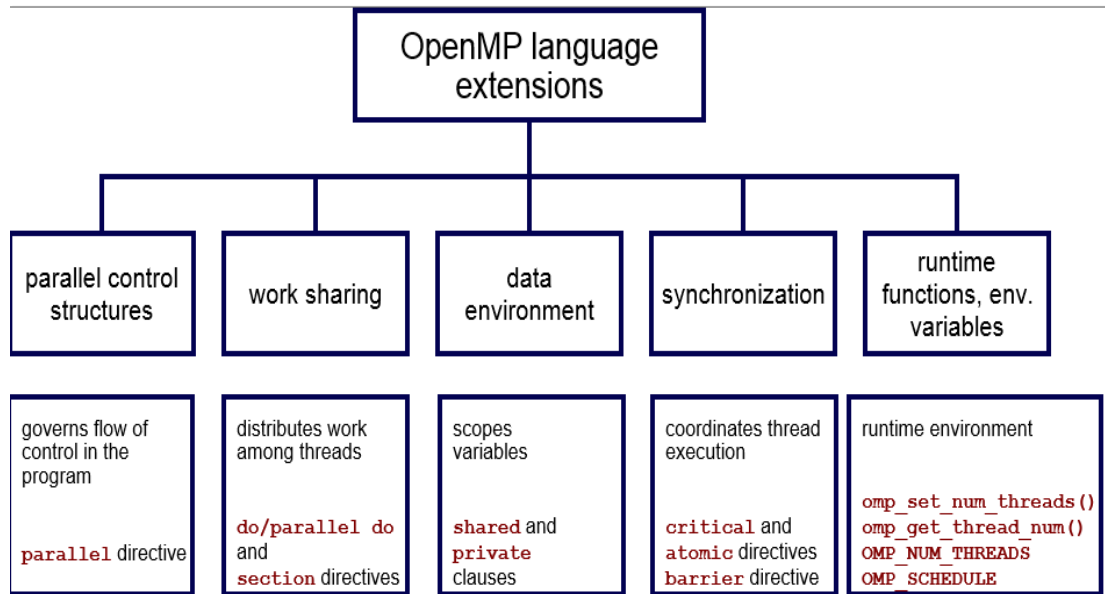 OpenMP language
extensions
parallel control
structures
work sharing
data
environment
synchronization
runtime
functions, env.
variables
governs flow of
control in the
program
parallel directive
distributes work
among threads
do/parallel do
and
section directives
scopes
variables
shared and
private
clauses
coordinates thread
execution
critical and
atomic directives
barrier directive
runtime environment
omp_set_num_threads()
omp_get_thread_num()
OMP_NUM_THREADS
OMP_SCHEDULE